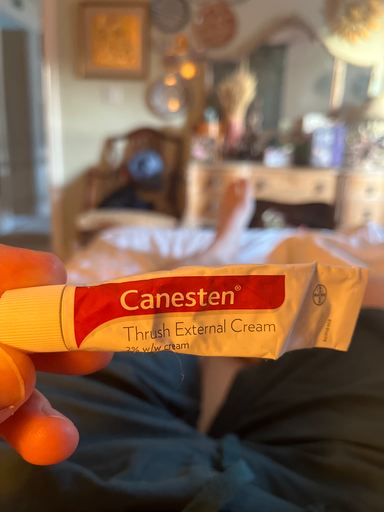 Canesten®
Thrush External Cream
2% w/w cream